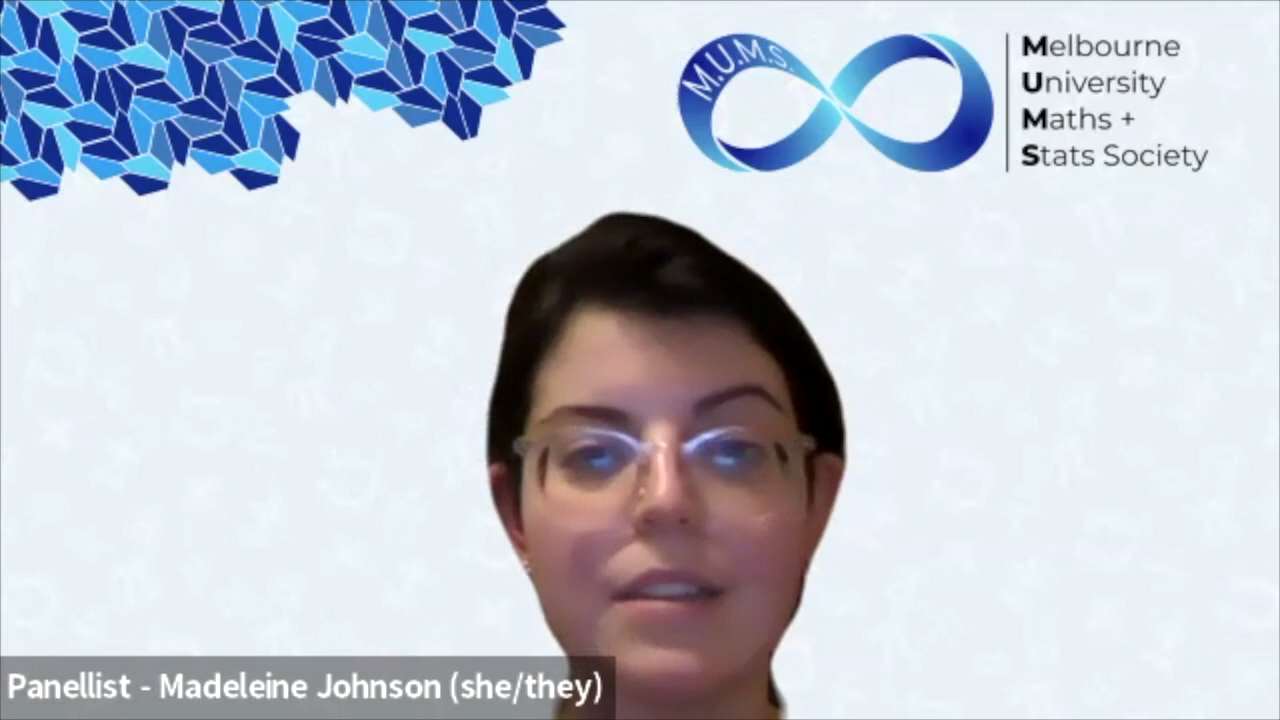 M.U.M.S.
Melbourne
University
Maths +
Stats Society
Panellist - Madeleine Johnson (she/they)